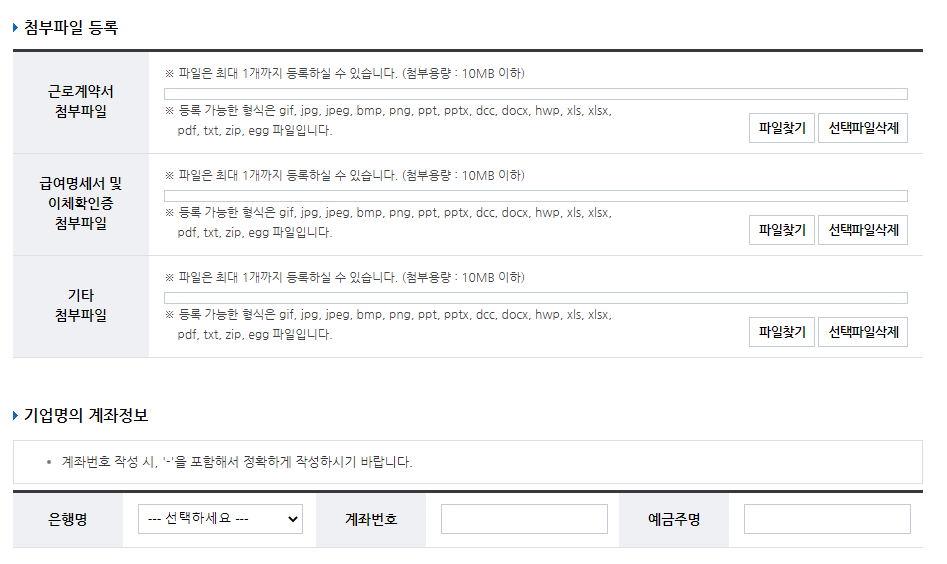 첨부파일 등록
근로계약서
첨부파일
※ 파일은 최대 1개까지 등록하실 수 있습니다. (첨부용량 : 10MB 이하)
※ 등록 가능한 형식은 gif, jpg, jpeg, bmp, png, ppt, pptx, dcc, docx, hwp, xls, xlsx,
pdf, txt, zip, egg 파일입니다.
파일찾기 선택파일삭제
급여명세서 및
이체확인증
첨부파일
※ 파일은 최대 1개까지 등록하실 수 있습니다. (첨부용량 : 10MB 이하)
※ 등록 가능한 형식은 gif, jpg, jpeg, bmp, png, ppt, pptx, dcc, docx, hwp, xls, xlsx,
pdf, txt, zip, egg 파일입니다.
파일찾기 선택파일삭제
기타
첨부파일
※ 파일은 최대 1개까지 등록하실 수 있습니다. (첨부용량 : 10MB 이하)
※ 등록 가능한 형식은 gif, jpg, jpeg, bmp, png, ppt, pptx, dcc, docx, hwp, xls, xlsx,
pdf, txt, zip, egg 파일입니다.
파일찾기 선택파일삭제
기업명의 계좌정보
• 계좌번호 작성 시, '-'을 포함해서 정확하게 작성하시기 바랍니다.
은행명 --- 선택하세요 --- 계좌번호 예금주명